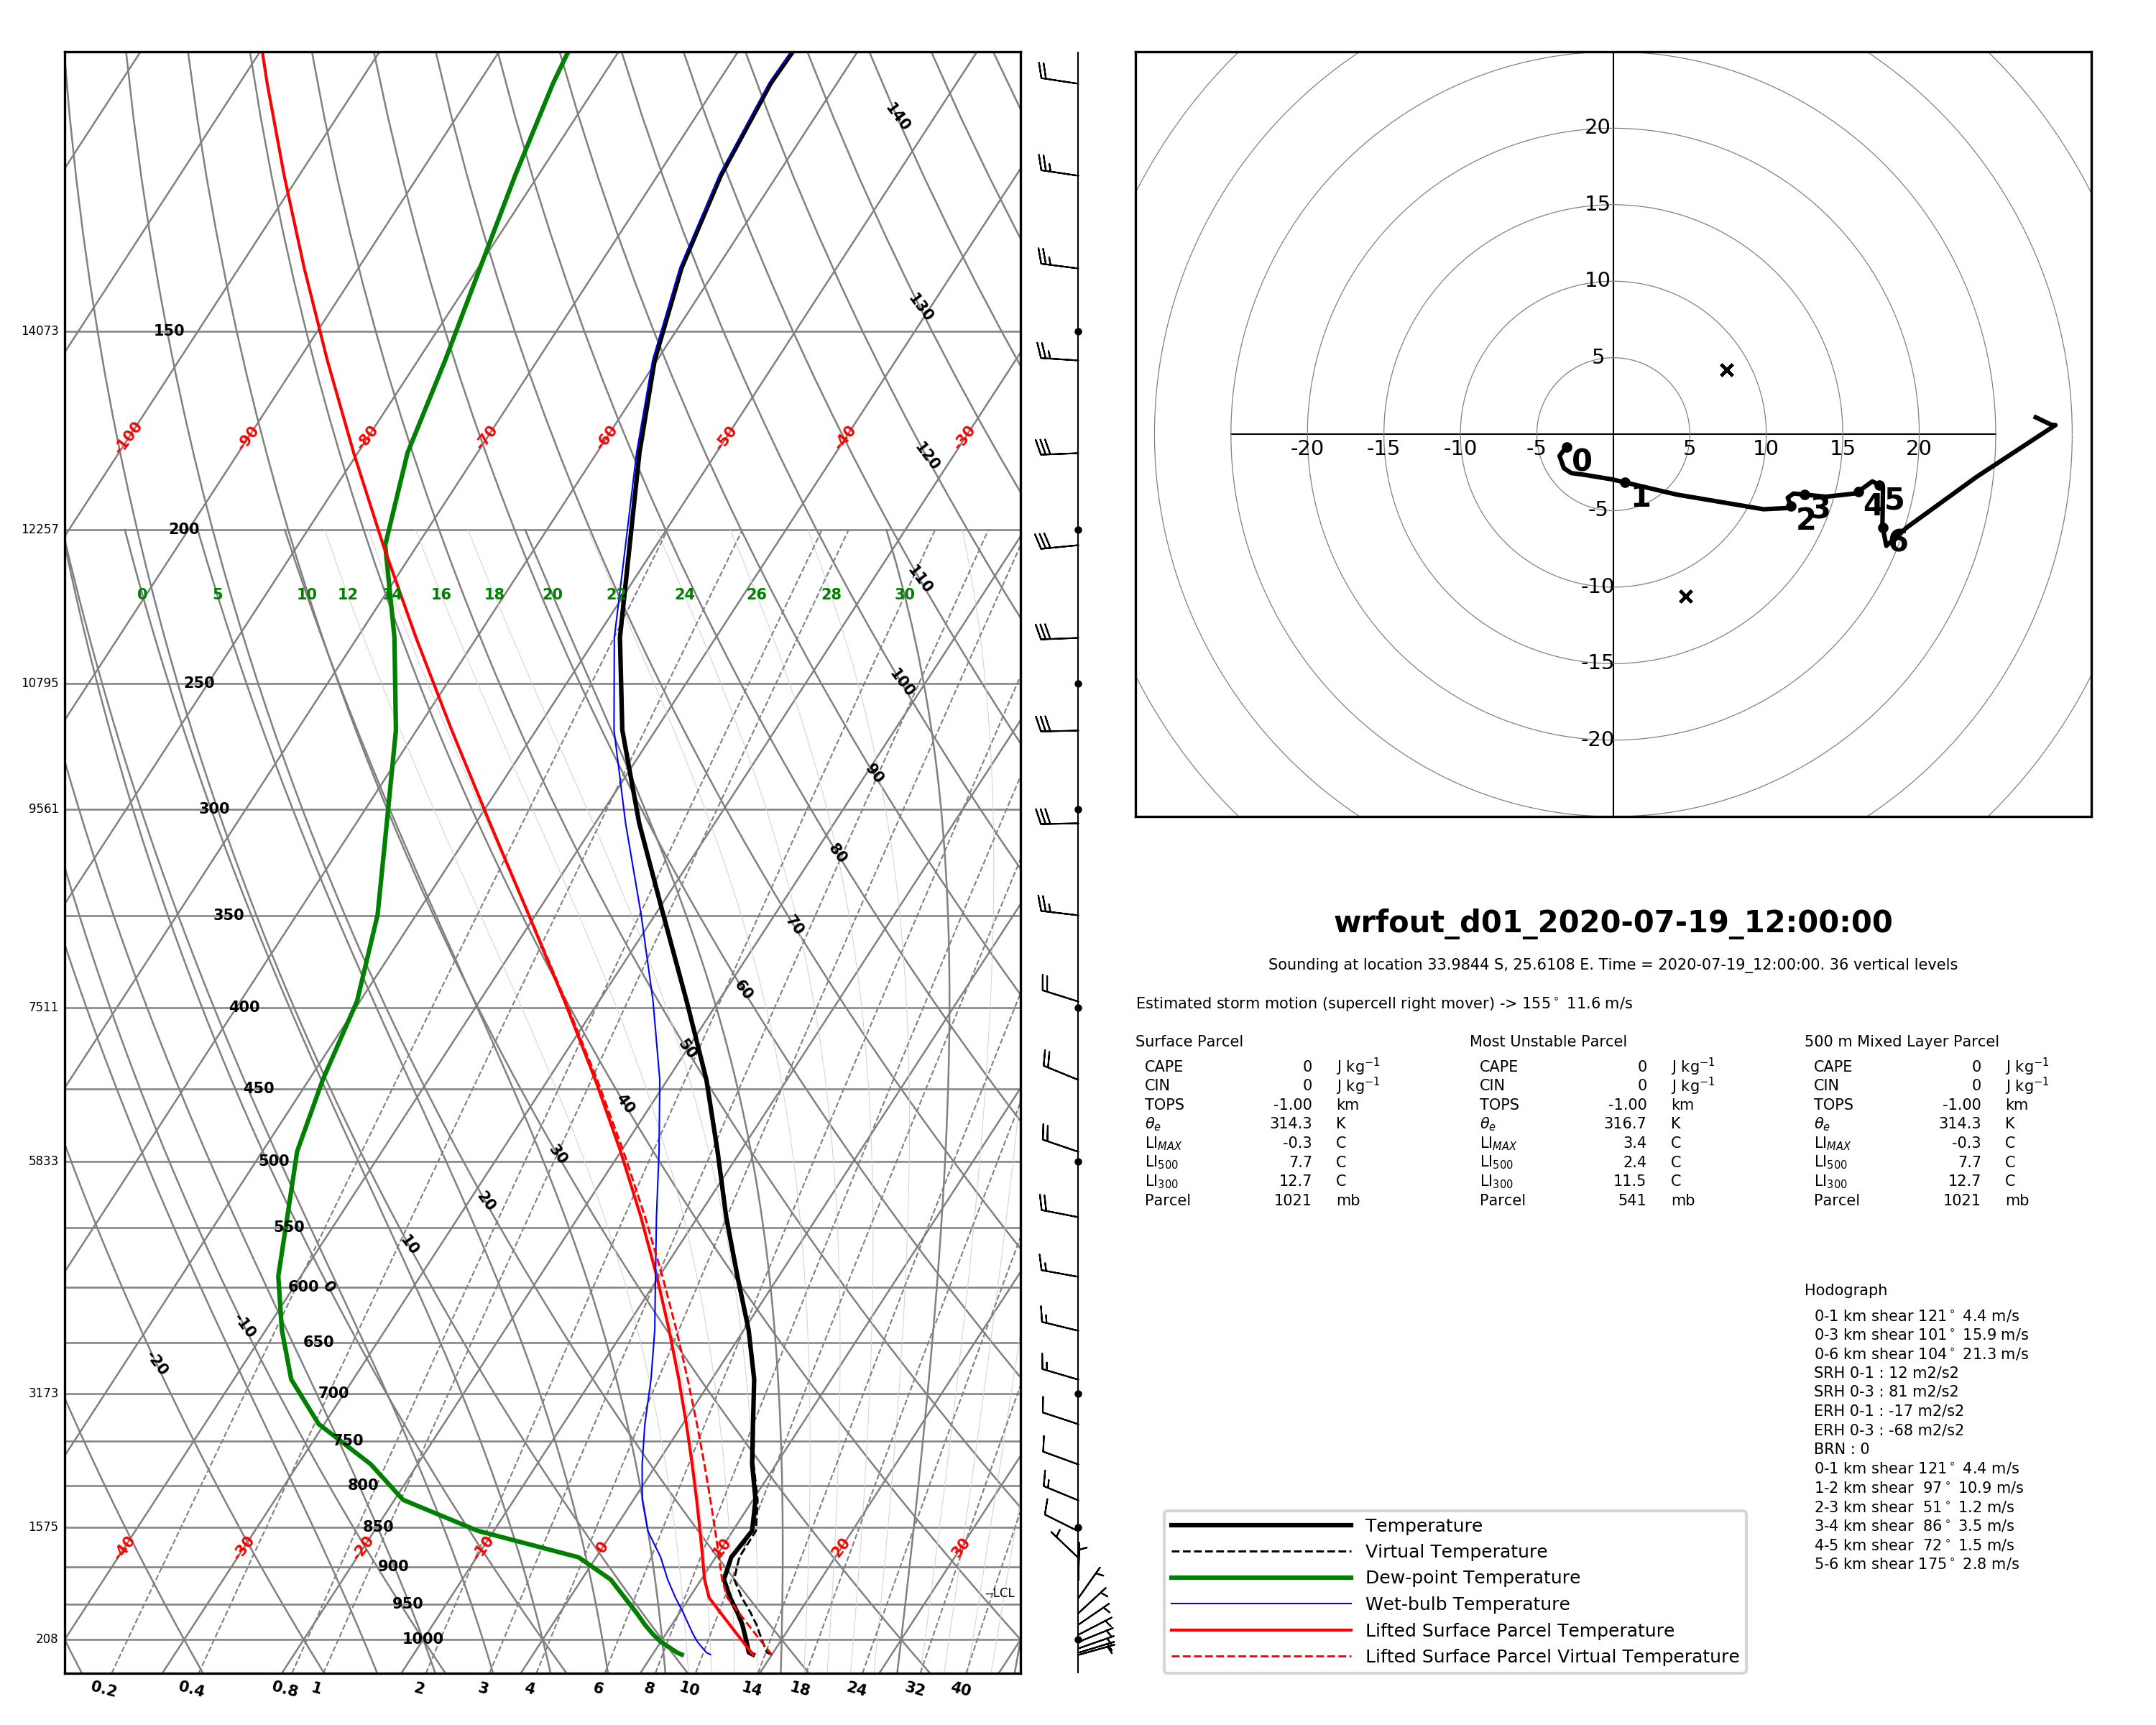 140
130
14073 150
-100 -90 -80 -70 -60 -50 -40 -30
120
12257 200
110
0 5 10 12 14 16 18 20 22 24 26 28 30
10795 250
100
90
9561 300
80
350
70
60
7511 400
50
450
40
5833 500
30
20
550
10
600 0
650
-10
-20
3173 700
750
800
1575 850
-40 -30 -20 -10 0 10 20 30
900
--LCL
950
208 1000
0.2 0.4 0.8 1 2 3 4 6 8 10 14 18 24 32 40
20
15
10
5
-20 -15 -10 -5 5 10 15 20
0 1 2 3 4 5 6
-5
-10
-15
-20
wrfout_d01_2020-07-19_12:00:00
Sounding at location 33.9844 S, 25.6108 E. Time = 2020-07-19_12:00:00. 36 vertical levels
Estimated storm motion (supercell right mover) -> 155° 11.6 m/s
Surface Parcel
CAPE 0 J kg⁻¹
CIN 0 J kg⁻¹
TOPS -1.00 km
θₑ 314.3 K
LI_MAX -0.3 C
LI₅₀₀ 7.7 C
LI₃₀₀ 12.7 C
Parcel 1021 mb
Most Unstable Parcel
CAPE 0 J kg⁻¹
CIN 0 J kg⁻¹
TOPS -1.00 km
θₑ 316.7 K
LI_MAX 3.4 C
LI₅₀₀ 2.4 C
LI₃₀₀ 11.5 C
Parcel 541 mb
500 m Mixed Layer Parcel
CAPE 0 J kg⁻¹
CIN 0 J kg⁻¹
TOPS -1.00 km
θₑ 314.3 K
LI_MAX -0.3 C
LI₅₀₀ 7.7 C
LI₃₀₀ 12.7 C
Parcel 1021 mb
Hodograph
0-1 km shear 121° 4.4 m/s
0-3 km shear 101° 15.9 m/s
0-6 km shear 104° 21.3 m/s
SRH 0-1 : 12 m2/s2
SRH 0-3 : 81 m2/s2
ERH 0-1 : -17 m2/s2
ERH 0-3 : -68 m2/s2
BRN : 0
0-1 km shear 121° 4.4 m/s
1-2 km shear 97° 10.9 m/s
2-3 km shear 51° 1.2 m/s
3-4 km shear 86° 3.5 m/s
4-5 km shear 72° 1.5 m/s
5-6 km shear 175° 2.8 m/s
Temperature
Virtual Temperature
Dew-point Temperature
Wet-bulb Temperature
Lifted Surface Parcel Temperature
Lifted Surface Parcel Virtual Temperature